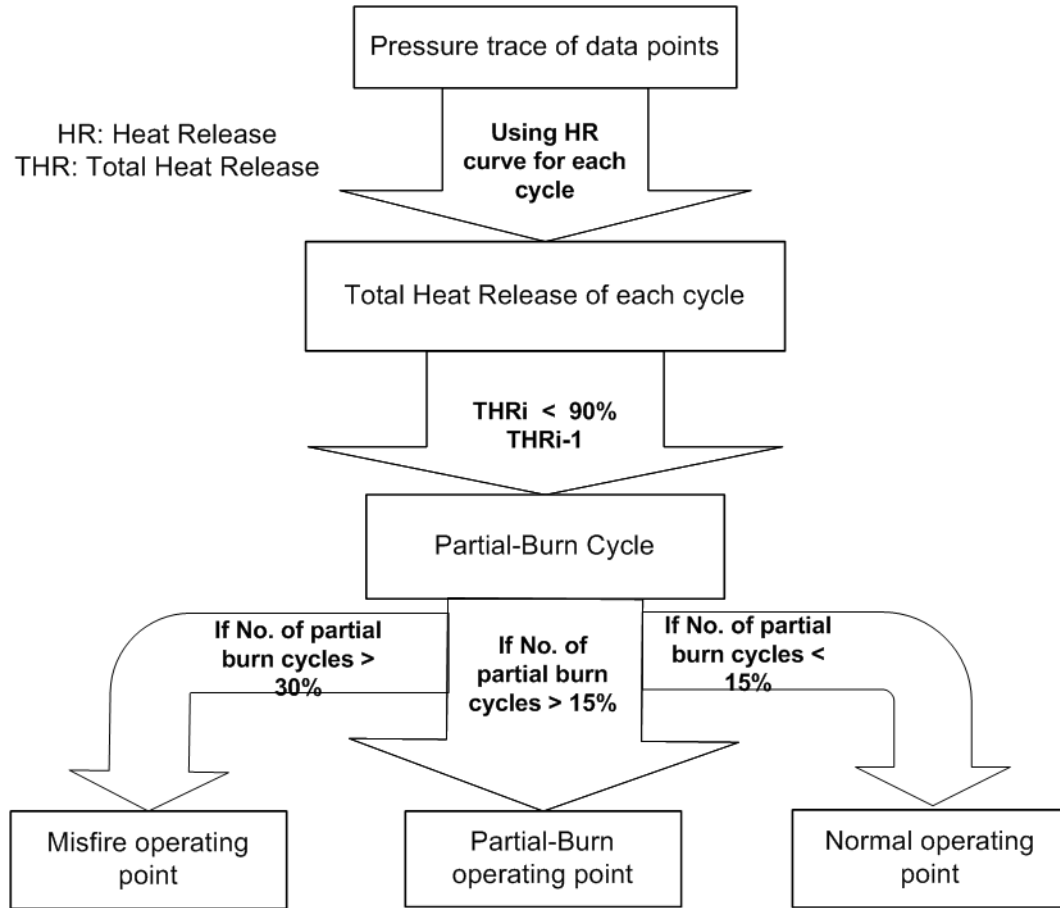 Pressure trace of data points
HR: Heat Release
THR: Total Heat Release
Using HR
curve for each
cycle
Total Heat Release of each cycle
THRi < 90%
THRi-1
Partial-Burn Cycle
If No. of partial
burn cycles >
30%
If No. of
partial burn
cycles > 15%
If No. of partial
burn cycles <
15%
Misfire operating
point
Partial-Burn
operating point
Normal operating
point